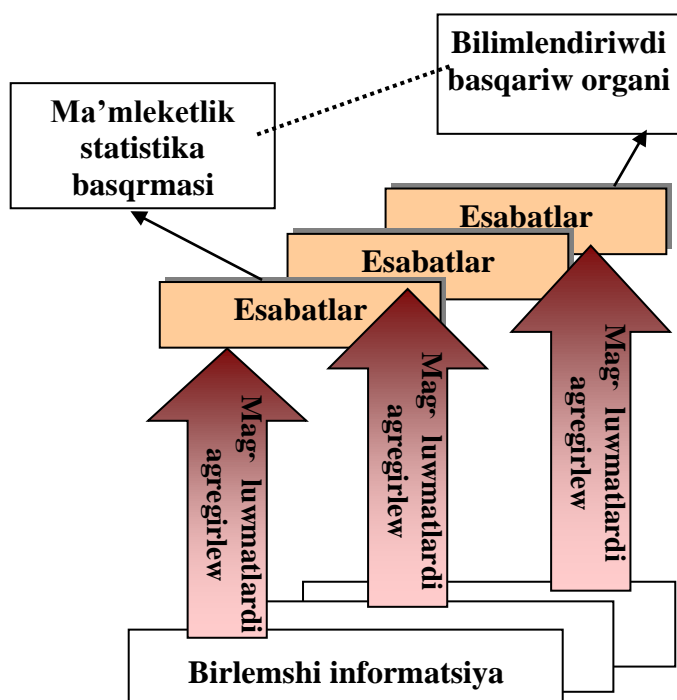 Bilimlendiriwdi
basqariw organi
Ma’mleketlik
statistika
basqrmasi
Esabatlar
Esabatlar
Esabatlar
Mag‘ luwmatlardi
agregirlew
Mag‘ luwmatlardi
agregirlew
Mag‘ luwmatlardi
agregirlew
Birlemshi informatsiya